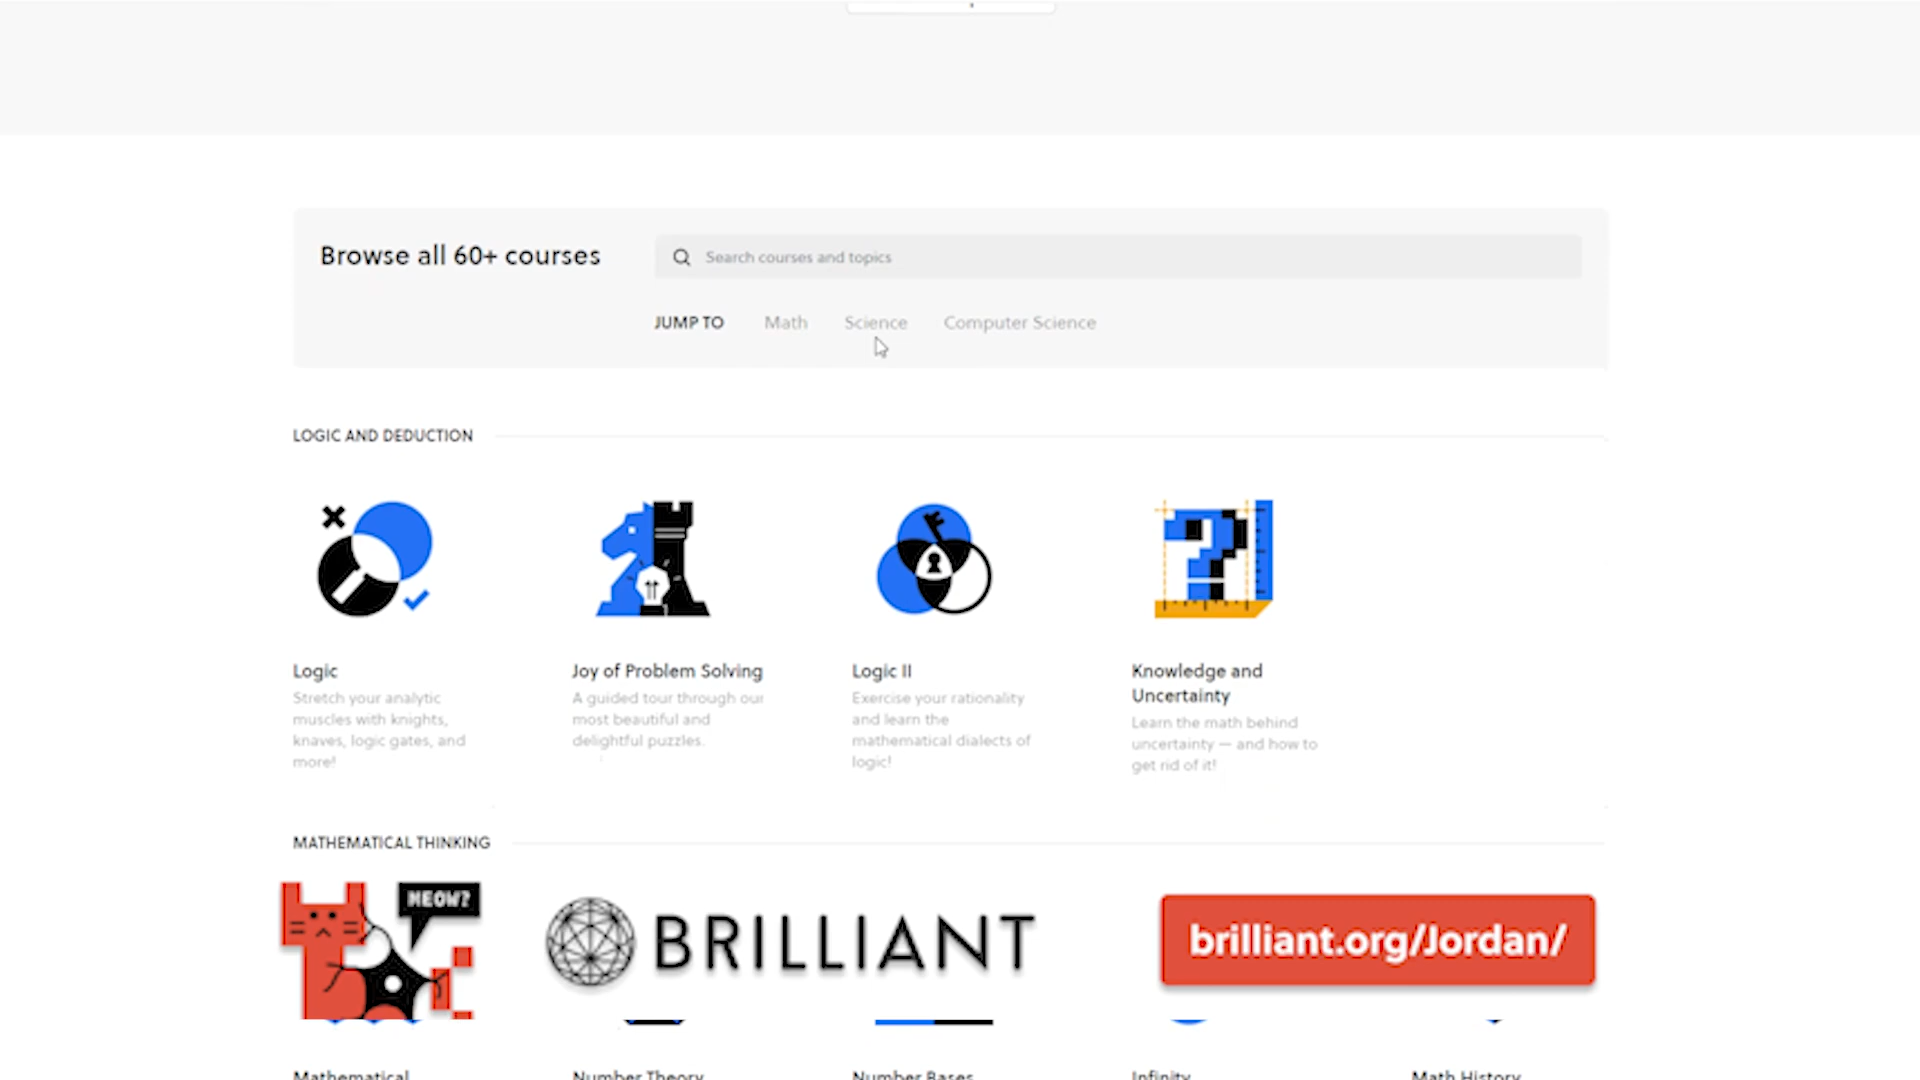 Browse all 60+ courses
Search courses and topics
JUMP TO Math Science Computer Science
LOGIC AND DEDUCTION
Logic
Stretch your analytic
muscles with knights,
knaves, logic gates, and
more!
Joy of Problem Solving
A guided tour through our
most beautiful and
delightful puzzles.
Logic II
Exercise your rationality
and learn the
mathematical dialects of
logic!
Knowledge and
Uncertainty
Learn the math behind
uncertainty — and how to
get rid of it!
MATHEMATICAL THINKING
MEOW?
BRILLIANT
brilliant.org/Jordan/
Mathematical
Number Theory
Number Bases
Infinity
Math History